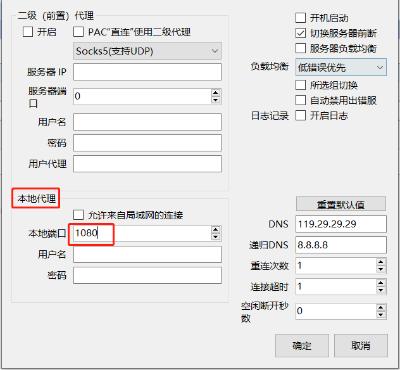 二级（前置）代理
开启
PAC"直连"使用二级代理
Socks5(支持UDP)
服务器 IP
服务器端口
0
用户名
密码
用户代理
本地代理
允许来自局域网的连接
本地端口
1080
用户名
密码
开机启动
切换服务器前断
服务器负载均衡
负载均衡
低错误优先
所选组切换
自动禁用出错服
日志记录
开启日志
重置默认值
DNS
119.29.29.29
递归DNS
8.8.8.8
重连次数
1
连接超时
1
空闲断开秒数
0
确定
取消